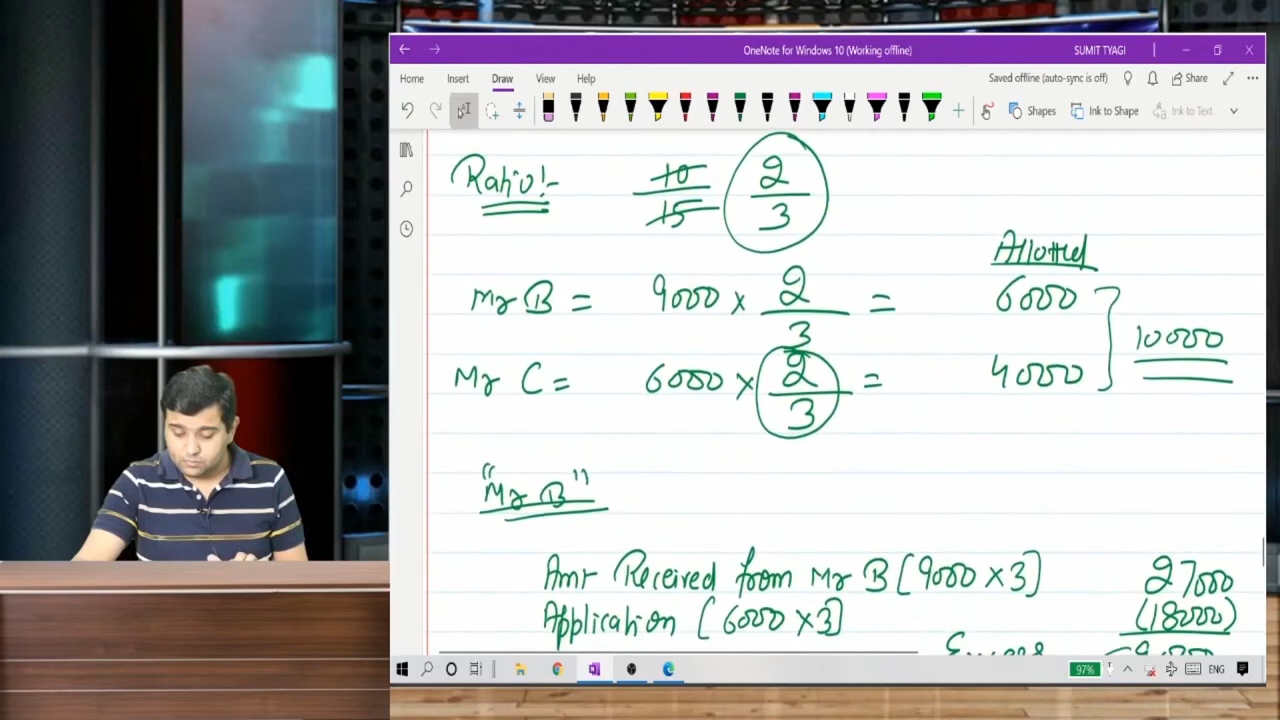 OneNote for Windows 10 (Working offline) SUMIT TYAGI
Home Insert Draw View Help Saved offline (auto-sync is off) Share
Shapes Ink to Shape Ink to Text
Ratio:- 10/15 2/3
Allotted
Mr B = 9000 × 2/3 = 6000
10000
Mr C = 6000 × 2/3 = 4000
"Mr B"
Amt Received from Mr B [9000 × 3] 27000
Application [6000 × 3] (18000)
97% ENG